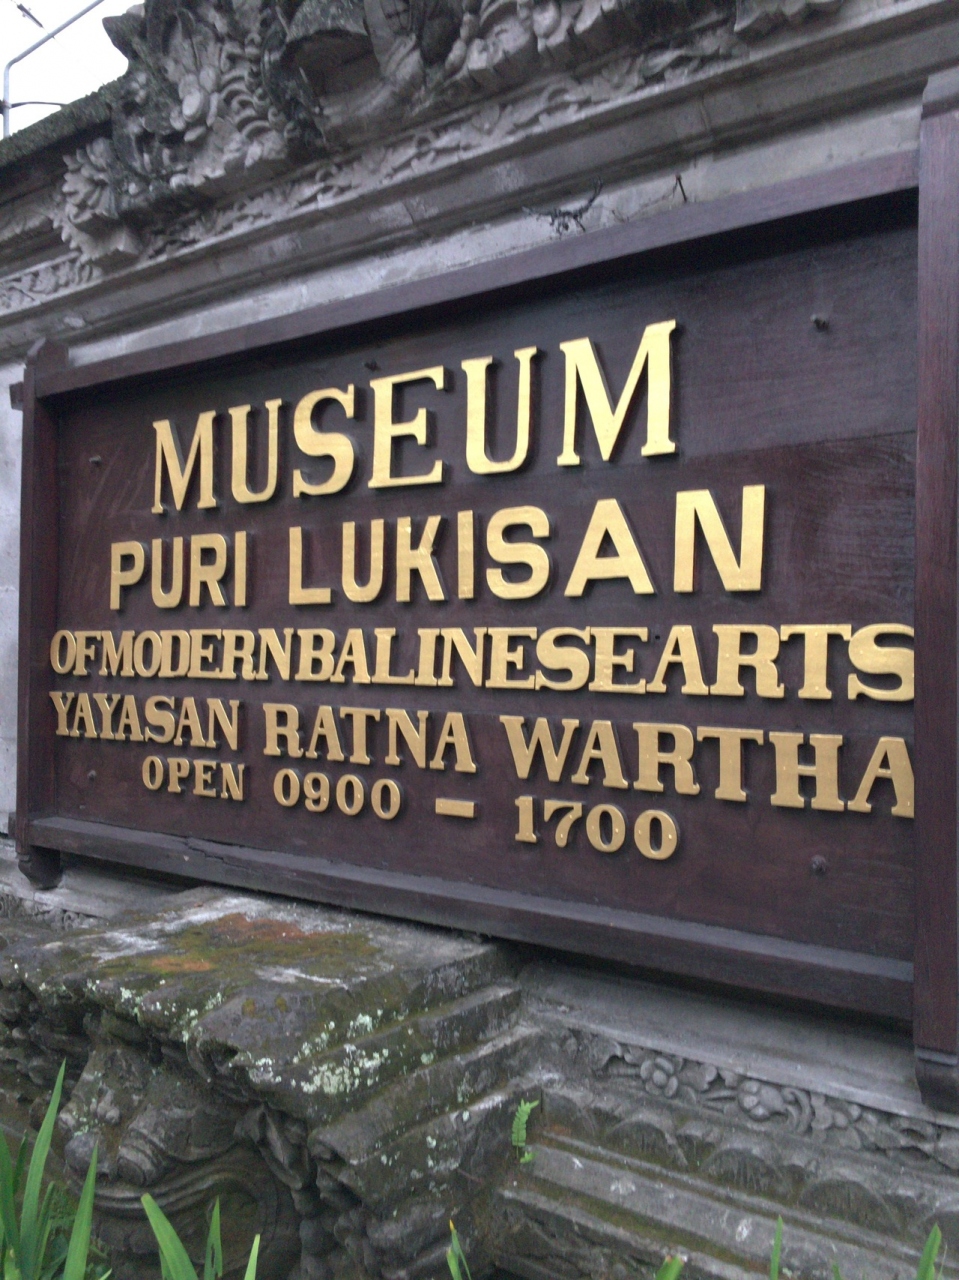 MUSEUM
PURI LUKISAN
OFMODERNBALINESEARTS
YAYASAN RATNA WARTHA
OPEN 0900 – 1700